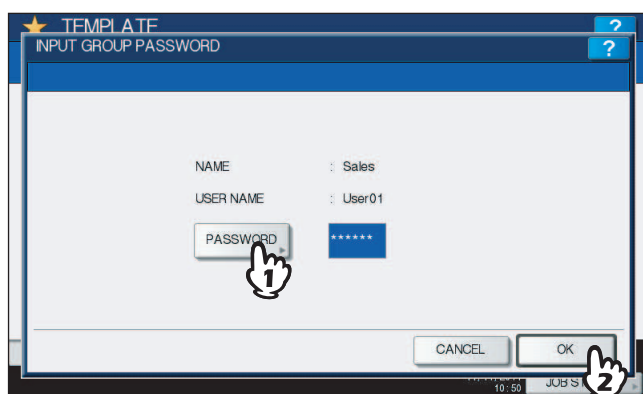 TEMPLATE ?
INPUT GROUP PASSWORD ?
NAME : Sales
USER NAME : User01
PASSWORD ******
1
CANCEL OK
2
10:50 JOB